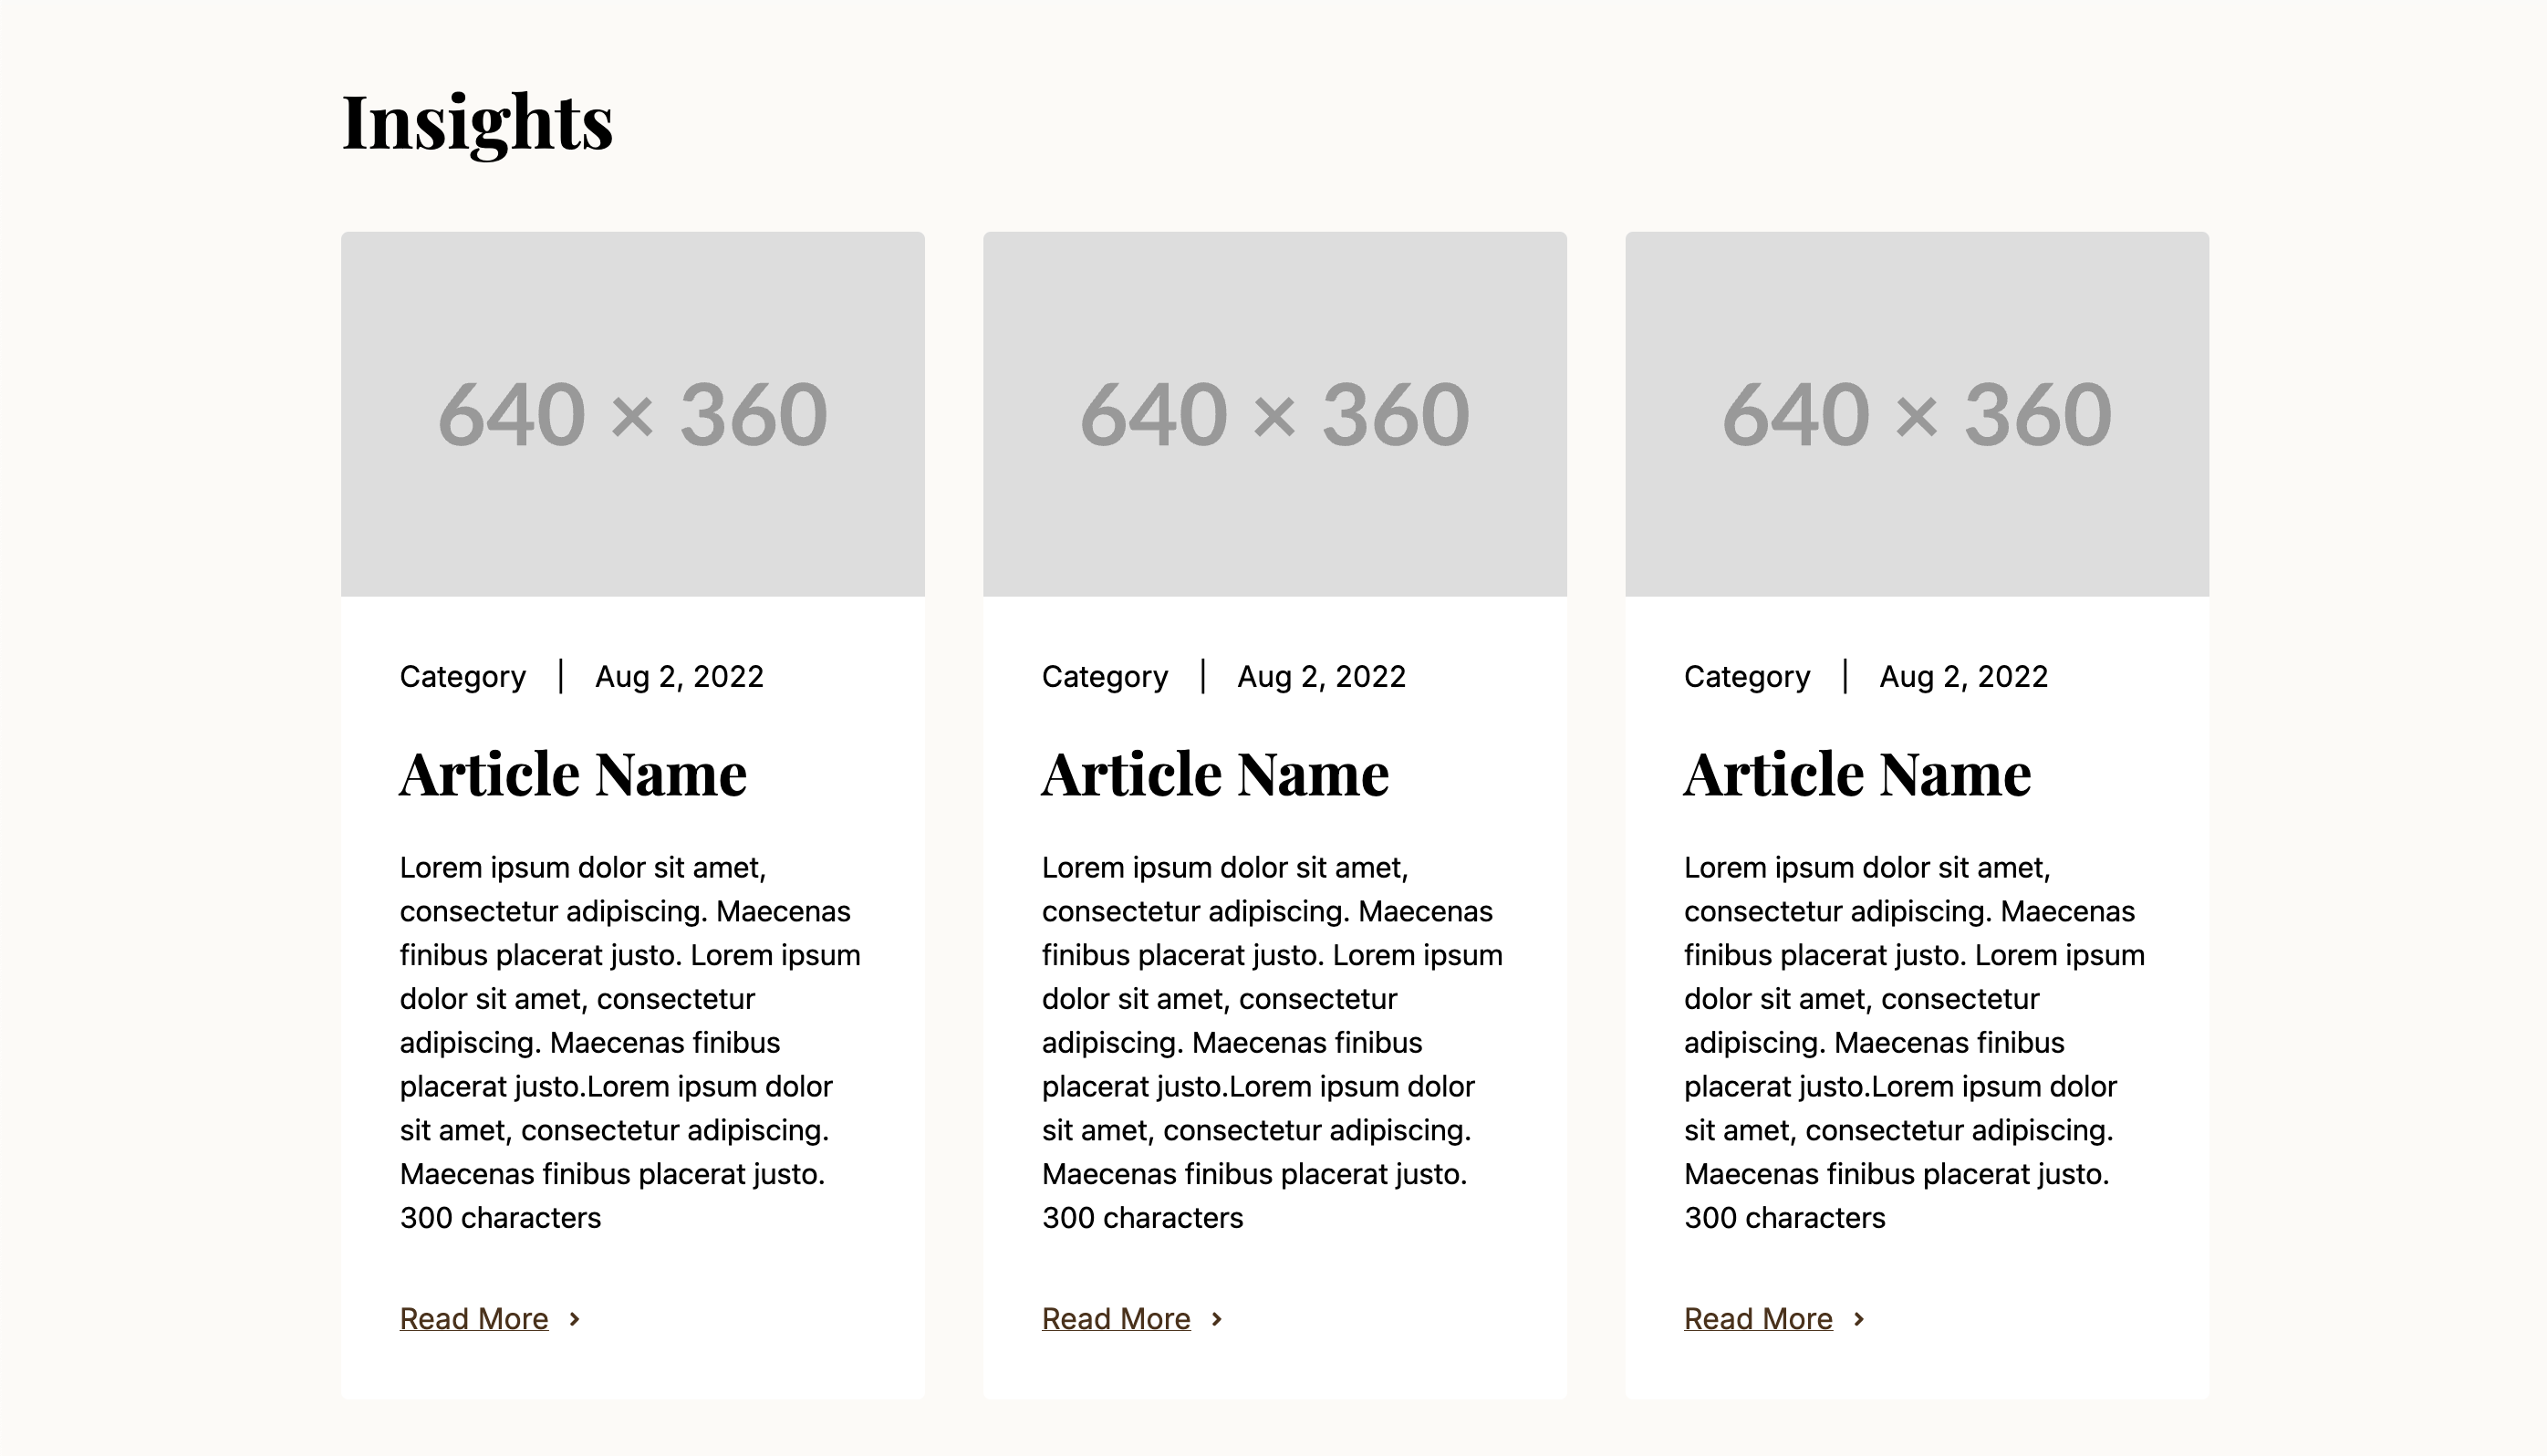 Insights
640 × 360
Category | Aug 2, 2022
Article Name
Lorem ipsum dolor sit amet,
consectetur adipiscing. Maecenas
finibus placerat justo. Lorem ipsum
dolor sit amet, consectetur
adipiscing. Maecenas finibus
placerat justo.Lorem ipsum dolor
sit amet, consectetur adipiscing.
Maecenas finibus placerat justo.
300 characters
Read More
640 × 360
Category | Aug 2, 2022
Article Name
Lorem ipsum dolor sit amet,
consectetur adipiscing. Maecenas
finibus placerat justo. Lorem ipsum
dolor sit amet, consectetur
adipiscing. Maecenas finibus
placerat justo.Lorem ipsum dolor
sit amet, consectetur adipiscing.
Maecenas finibus placerat justo.
300 characters
Read More
640 × 360
Category | Aug 2, 2022
Article Name
Lorem ipsum dolor sit amet,
consectetur adipiscing. Maecenas
finibus placerat justo. Lorem ipsum
dolor sit amet, consectetur
adipiscing. Maecenas finibus
placerat justo.Lorem ipsum dolor
sit amet, consectetur adipiscing.
Maecenas finibus placerat justo.
300 characters
Read More